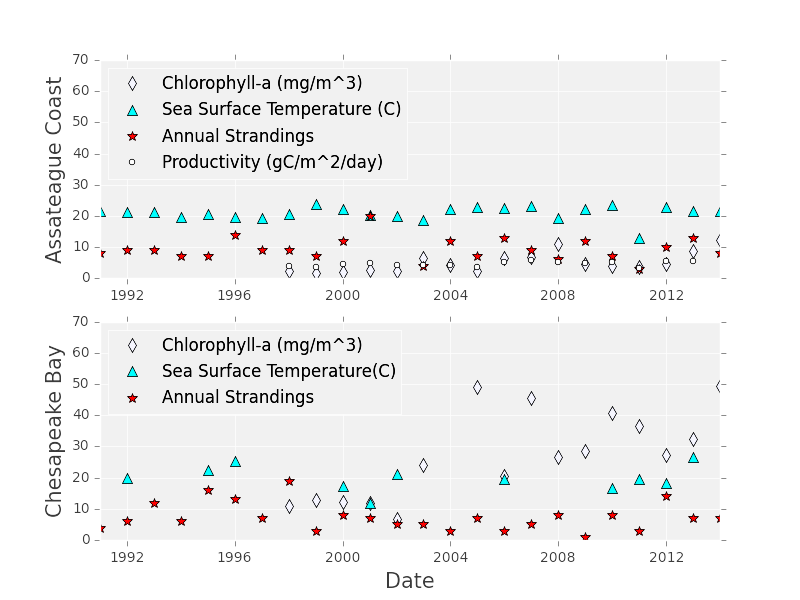 70
60
50
40
30
20
10
0
Assateague Coast
Chlorophyll-a (mg/m^3)
Sea Surface Temperature (C)
Annual Strandings
Productivity (gC/m^2/day)
1992 1996 2000 2004 2008 2012
70
60
50
40
30
20
10
0
Chesapeake Bay
Chlorophyll-a (mg/m^3)
Sea Surface Temperature(C)
Annual Strandings
1992 1996 2000 2004 2008 2012
Date